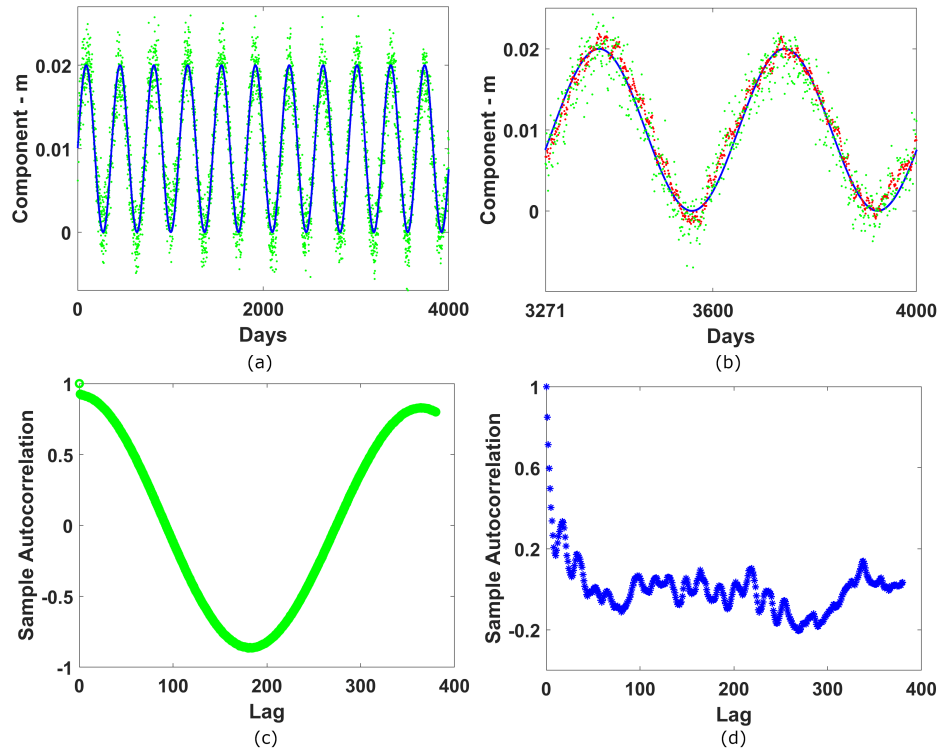 0.02
0.01
0
Component - m
0 2000 4000
Days
(a)
0.02
0.01
0
Component - m
3271 3600 4000
Days
(b)
1
0.5
0
-0.5
-1
Sample Autocorrelation
0 100 200 300 400
Lag
(c)
1
0.6
0.2
-0.2
Sample Autocorrelation
0 100 200 300 400
Lag
(d)